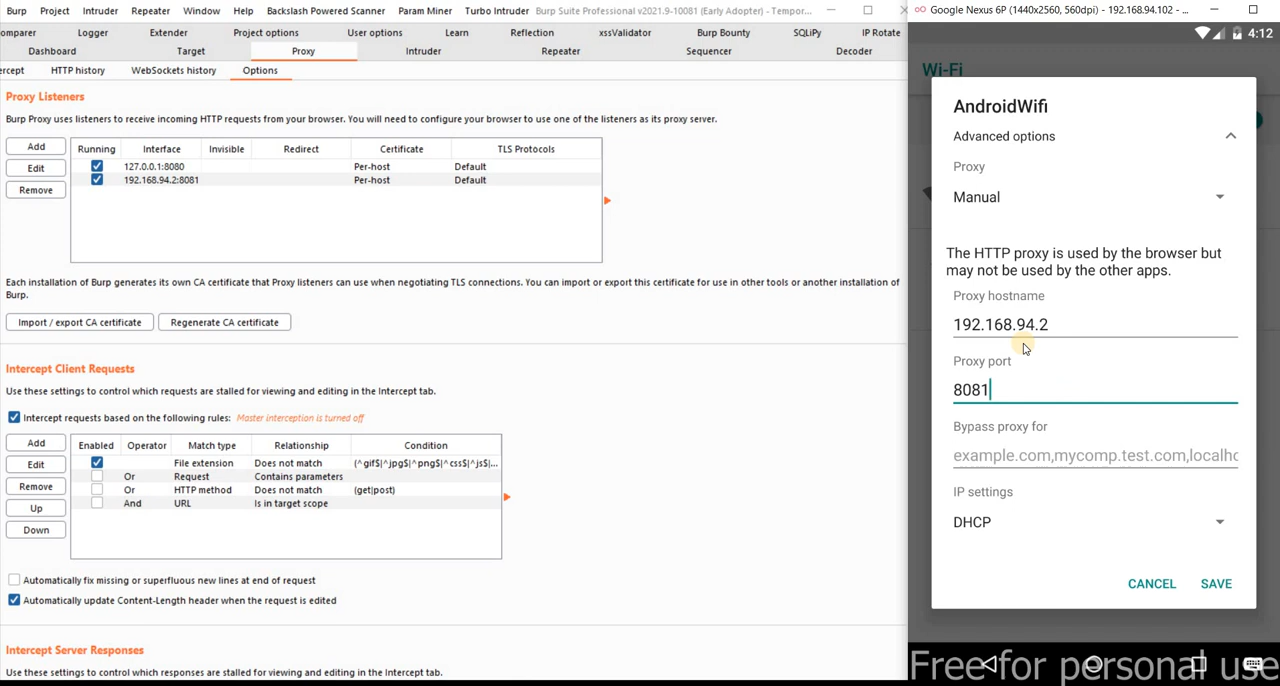 Burp Project Intruder Repeater Window Help Backslash Powered Scanner Param Miner Turbo Intruder Burp Suite Professional v2021.9-10081 (Early Adopter) - Tempor...
omparer Logger Extender Project options User options Learn Reflection xssValidator Burp Bounty SQLiPy IP Rotate
Dashboard Target Proxy Intruder Repeater Sequencer Decoder
ercept HTTP history WebSockets history Options
Proxy Listeners
Burp Proxy uses listeners to receive incoming HTTP requests from your browser. You will need to configure your browser to use one of the listeners as its proxy server.
Add
Edit
Remove
Running Interface Invisible Redirect Certificate TLS Protocols
127.0.0.1:8080 Per-host Default
192.168.94.2:8081 Per-host Default
Each installation of Burp generates its own CA certificate that Proxy listeners can use when negotiating TLS connections. You can import or export this certificate for use in other tools or another installation of
Burp.
Import / export CA certificate Regenerate CA certificate
Intercept Client Requests
Use these settings to control which requests are stalled for viewing and editing in the Intercept tab.
Intercept requests based on the following rules: Master interception is turned off
Add
Edit
Remove
Up
Down
Enabled Operator Match type Relationship Condition
File extension Does not match (^gif$|^jpg$|^png$|^css$|^js$|...
Or Request Contains parameters
Or HTTP method Does not match (get|post)
And URL Is in target scope
Automatically fix missing or superfluous new lines at end of request
Automatically update Content-Length header when the request is edited
Intercept Server Responses
Use these settings to control which responses are stalled for viewing and editing in the Intercept tab.
Google Nexus 6P (1440x2560, 560dpi) - 192.168.94.102 - ...
4:12
Wi-Fi
AndroidWifi
Advanced options
Proxy
Manual
The HTTP proxy is used by the browser but
may not be used by the other apps.
Proxy hostname
192.168.94.2
Proxy port
8081
Bypass proxy for
example.com,mycomp.test.com,localhc
IP settings
DHCP
CANCEL SAVE
Free for personal use